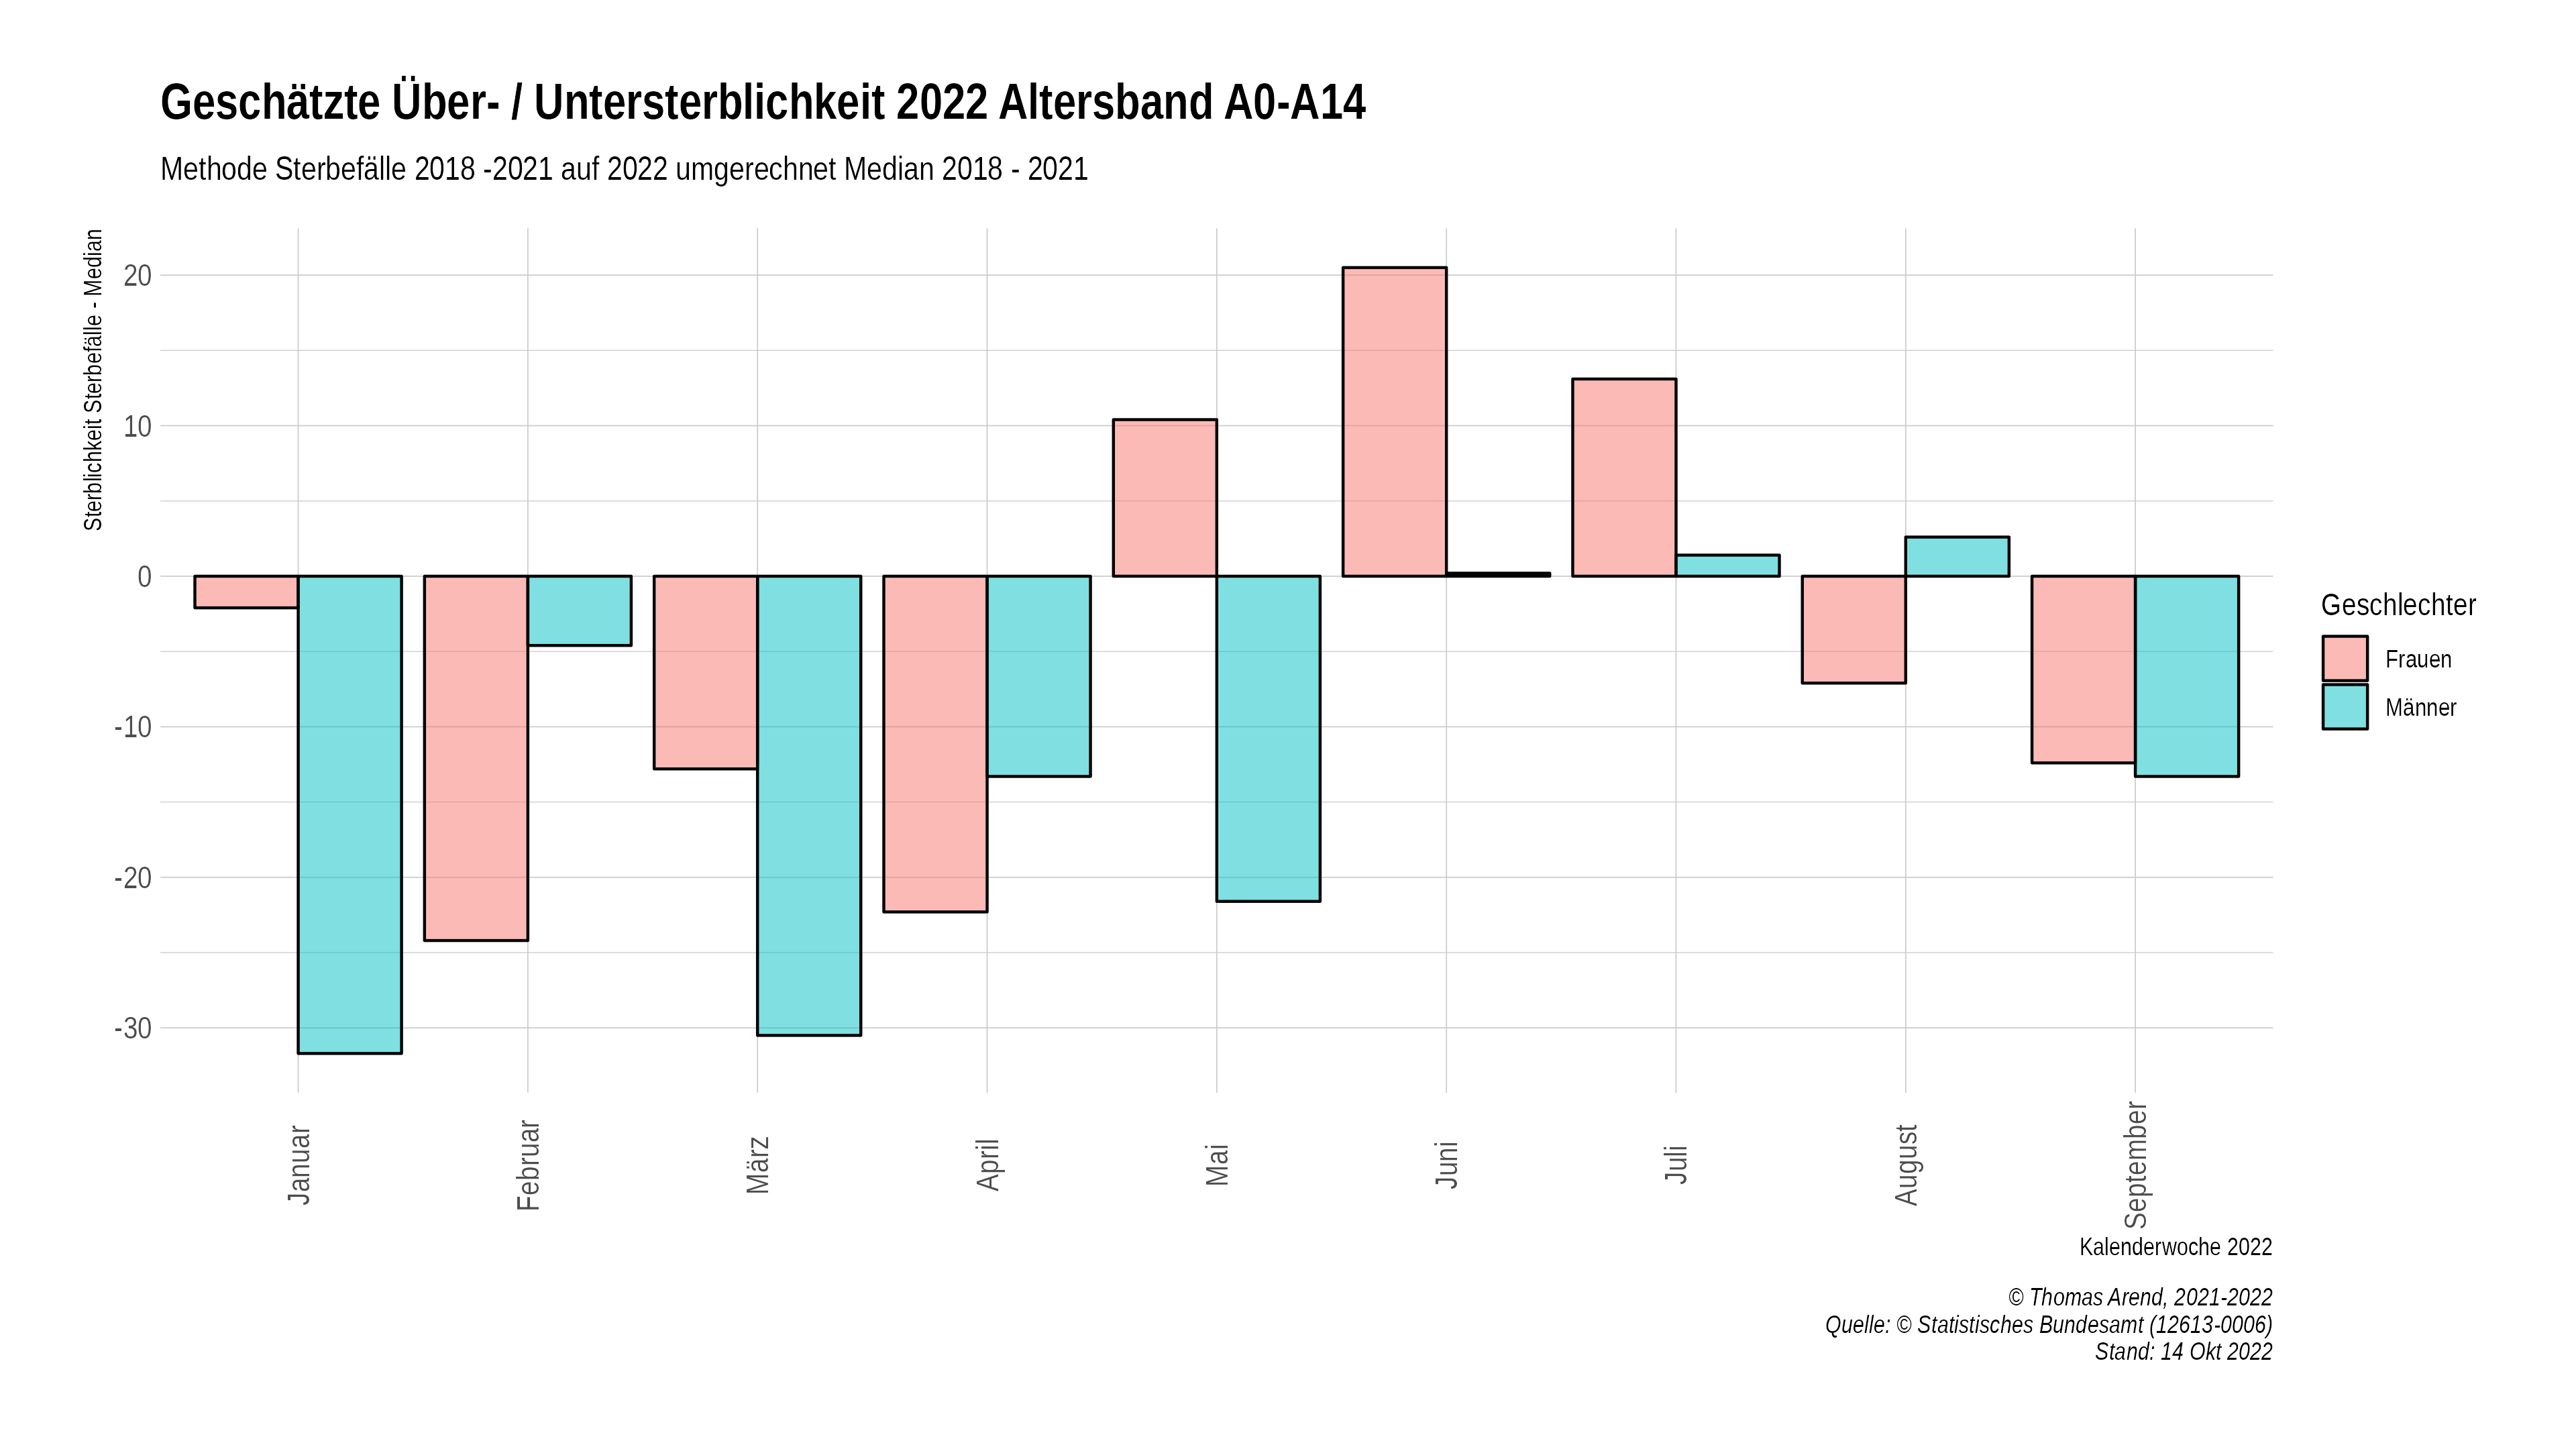 Geschätzte Über- / Untersterblichkeit 2022 Altersband A0-A14
Methode Sterbefälle 2018 -2021 auf 2022 umgerechnet Median 2018 - 2021
Sterblichkeit Sterbefälle - Median
20
10
0
-10
-20
-30
Januar
Februar
März
April
Mai
Juni
Juli
August
September
Kalenderwoche 2022
Geschlechter
Frauen
Männer
© Thomas Arend, 2021-2022
Quelle: © Statistisches Bundesamt (12613-0006)
Stand: 14 Okt 2022